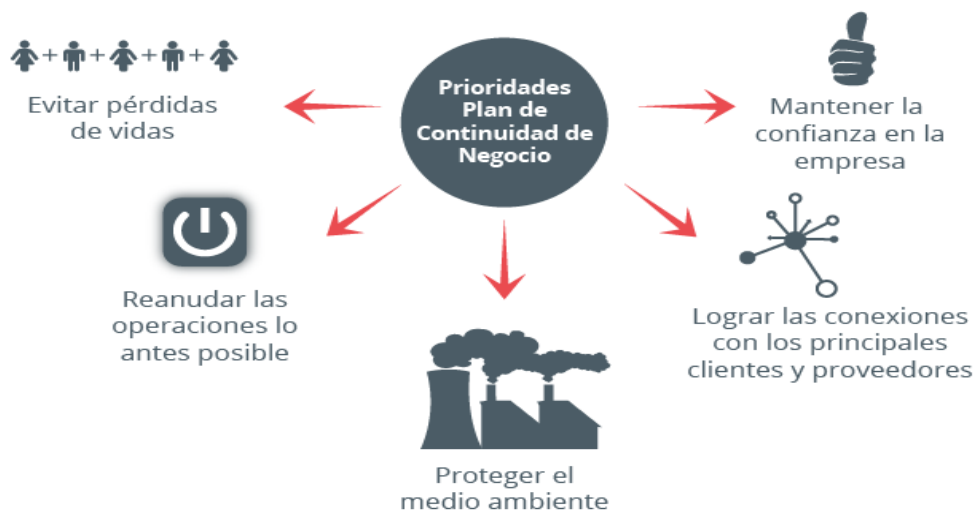 Prioridades
Plan de
Continuidad de
Negocio
Evitar pérdidas
de vidas
Mantener la
confianza en la
empresa
Reanudar las
operaciones lo
antes posible
Lograr las conexiones
con los principales
clientes y proveedores
Proteger el
medio ambiente